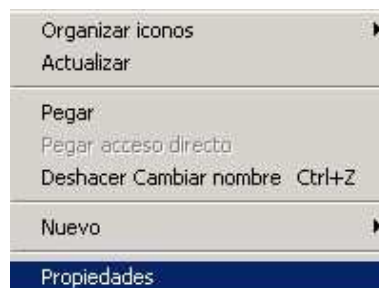 Organizar iconos
Actualizar
Pegar
Pegar acceso directo
Deshacer Cambiar nombre Ctrl+Z
Nuevo
Propiedades